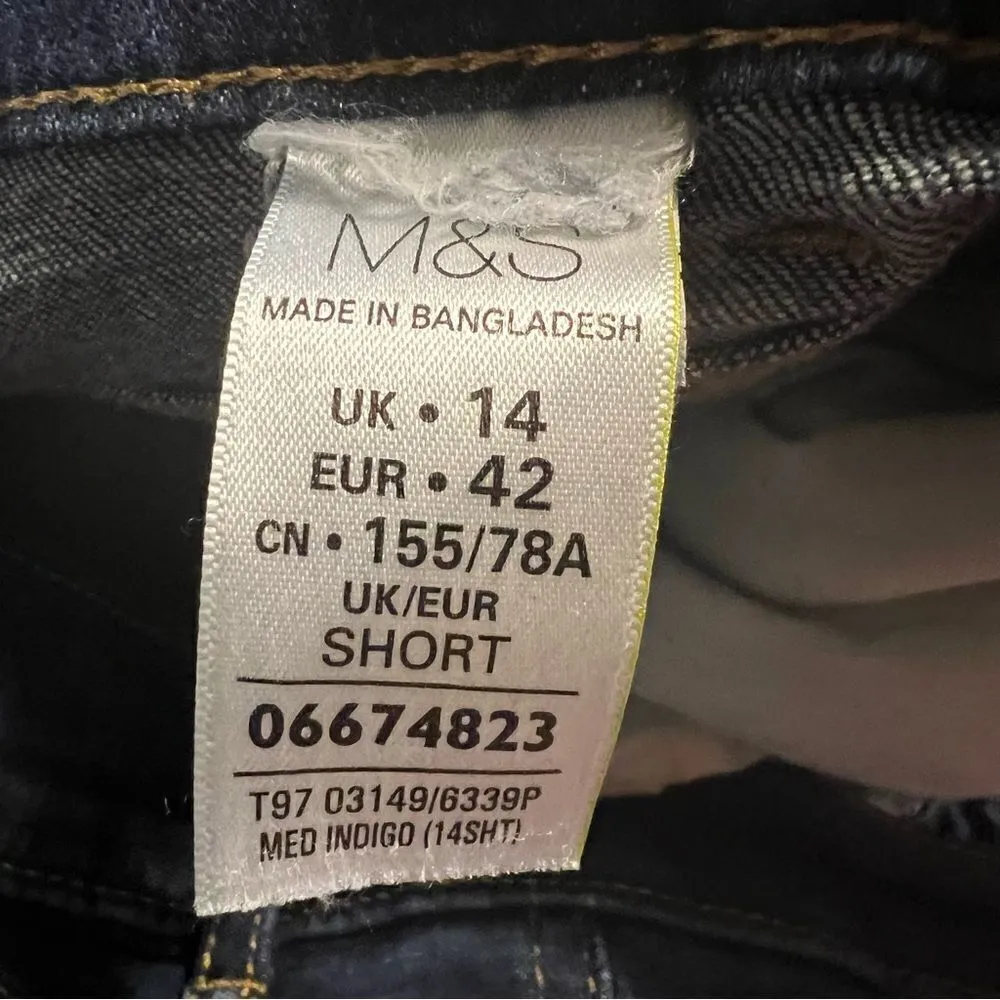 M&S
MADE IN BANGLADESH
UK • 14
EUR • 42
CN • 155/78A
UK/EUR
SHORT
06674823
T97 03149/6339P
MED INDIGO (14SHT)